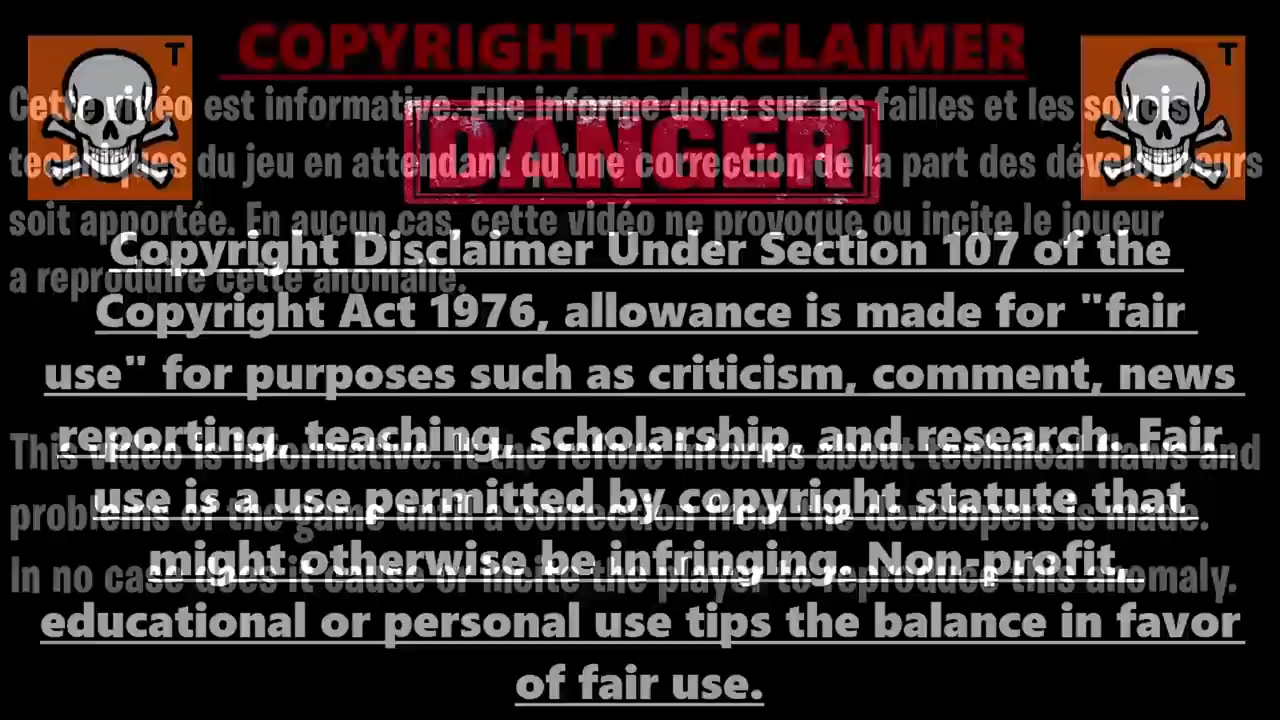 COPYRIGHT DISCLAIMER
T
T
Cette vidéo est informative. Elle informe donc sur les failles et les soucis
techniques du jeu en attendant qu'une correction de la part des développeurs
soit apportée. En aucun cas, cette vidéo ne provoque ou incite le joueur
a reproduire cette anomalie.
DANGER
Copyright Disclaimer Under Section 107 of the
Copyright Act 1976, allowance is made for "fair
use" for purposes such as criticism, comment, news
reporting, teaching, scholarship, and research. Fair
use is a use permitted by copyright statute that
might otherwise be infringing. Non-profit,
educational or personal use tips the balance in favor
of fair use.
This video is informative. It the refore informs about technical flaws and
problems of the game until a correction from the developers is made.
In no case does it cause or incite the player to reproduce this anomaly.